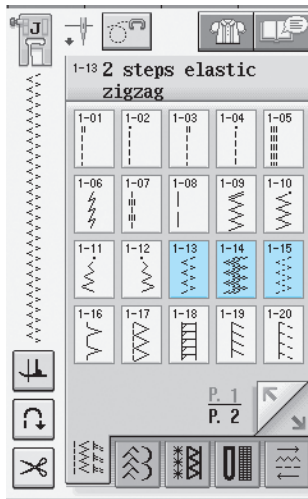 J
1-13 2 steps elastic
zigzag
1-01 1-02 1-03 1-04 1-05
1-06 1-07 1-08 1-09 1-10
1-11 1-12 1-13 1-14 1-15
1-16 1-17 1-18 1-19 1-20
P. 1
P. 2